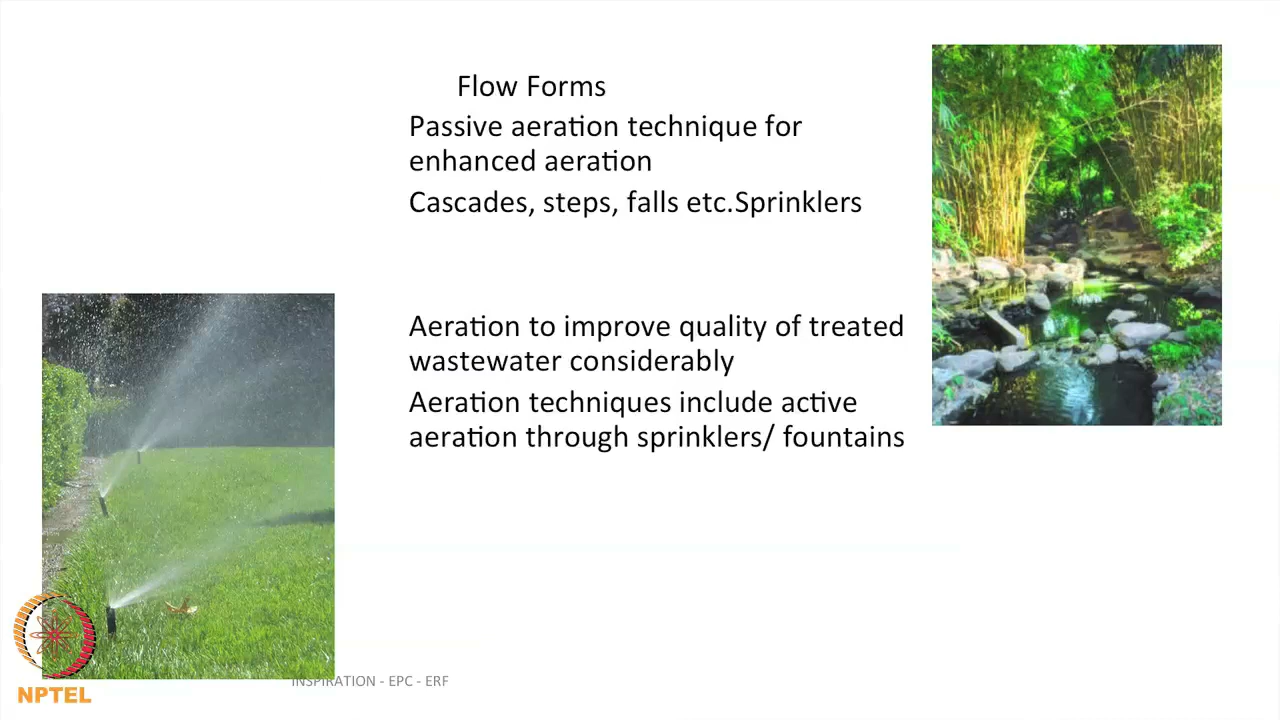 Flow Forms
Passive aeration technique for
enhanced aeration
Cascades, steps, falls etc.Sprinklers
Aeration to improve quality of treated
wastewater considerably
Aeration techniques include active
aeration through sprinklers/ fountains
INSPIRATION - EPC - ERF
NPTEL